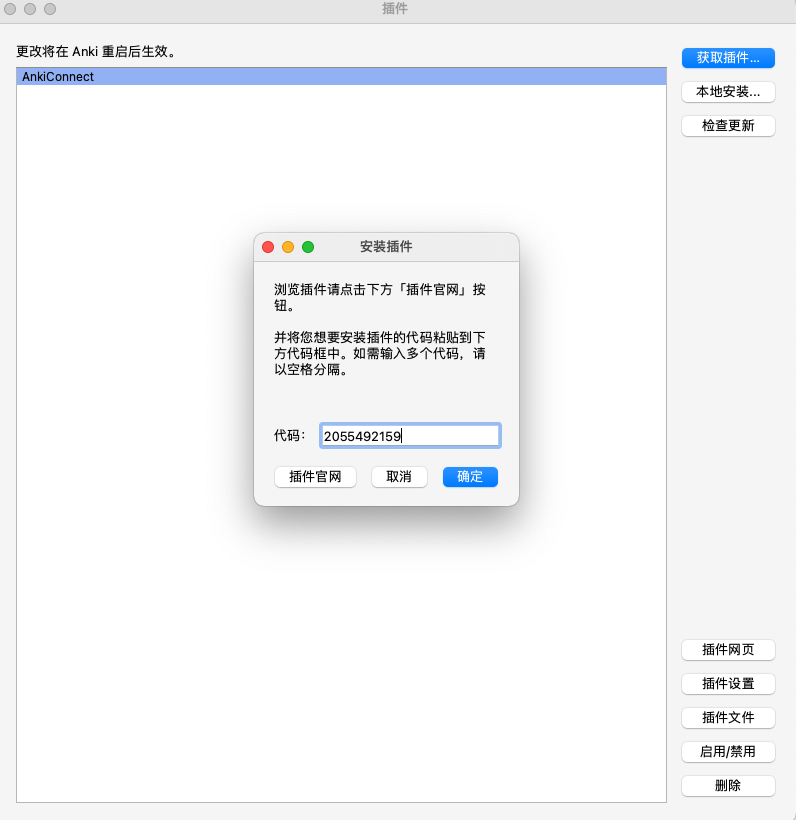 插件
更改将在 Anki 重启后生效。
获取插件...
AnkiConnect
本地安装...
检查更新
安装插件
浏览插件请点击下方「插件官网」按
钮。
并将您想要安装插件的代码粘贴到下
方代码框中。如需输入多个代码，请
以空格分隔。
代码：
2055492159
插件官网
取消
确定
插件网页
插件设置
插件文件
启用/禁用
删除